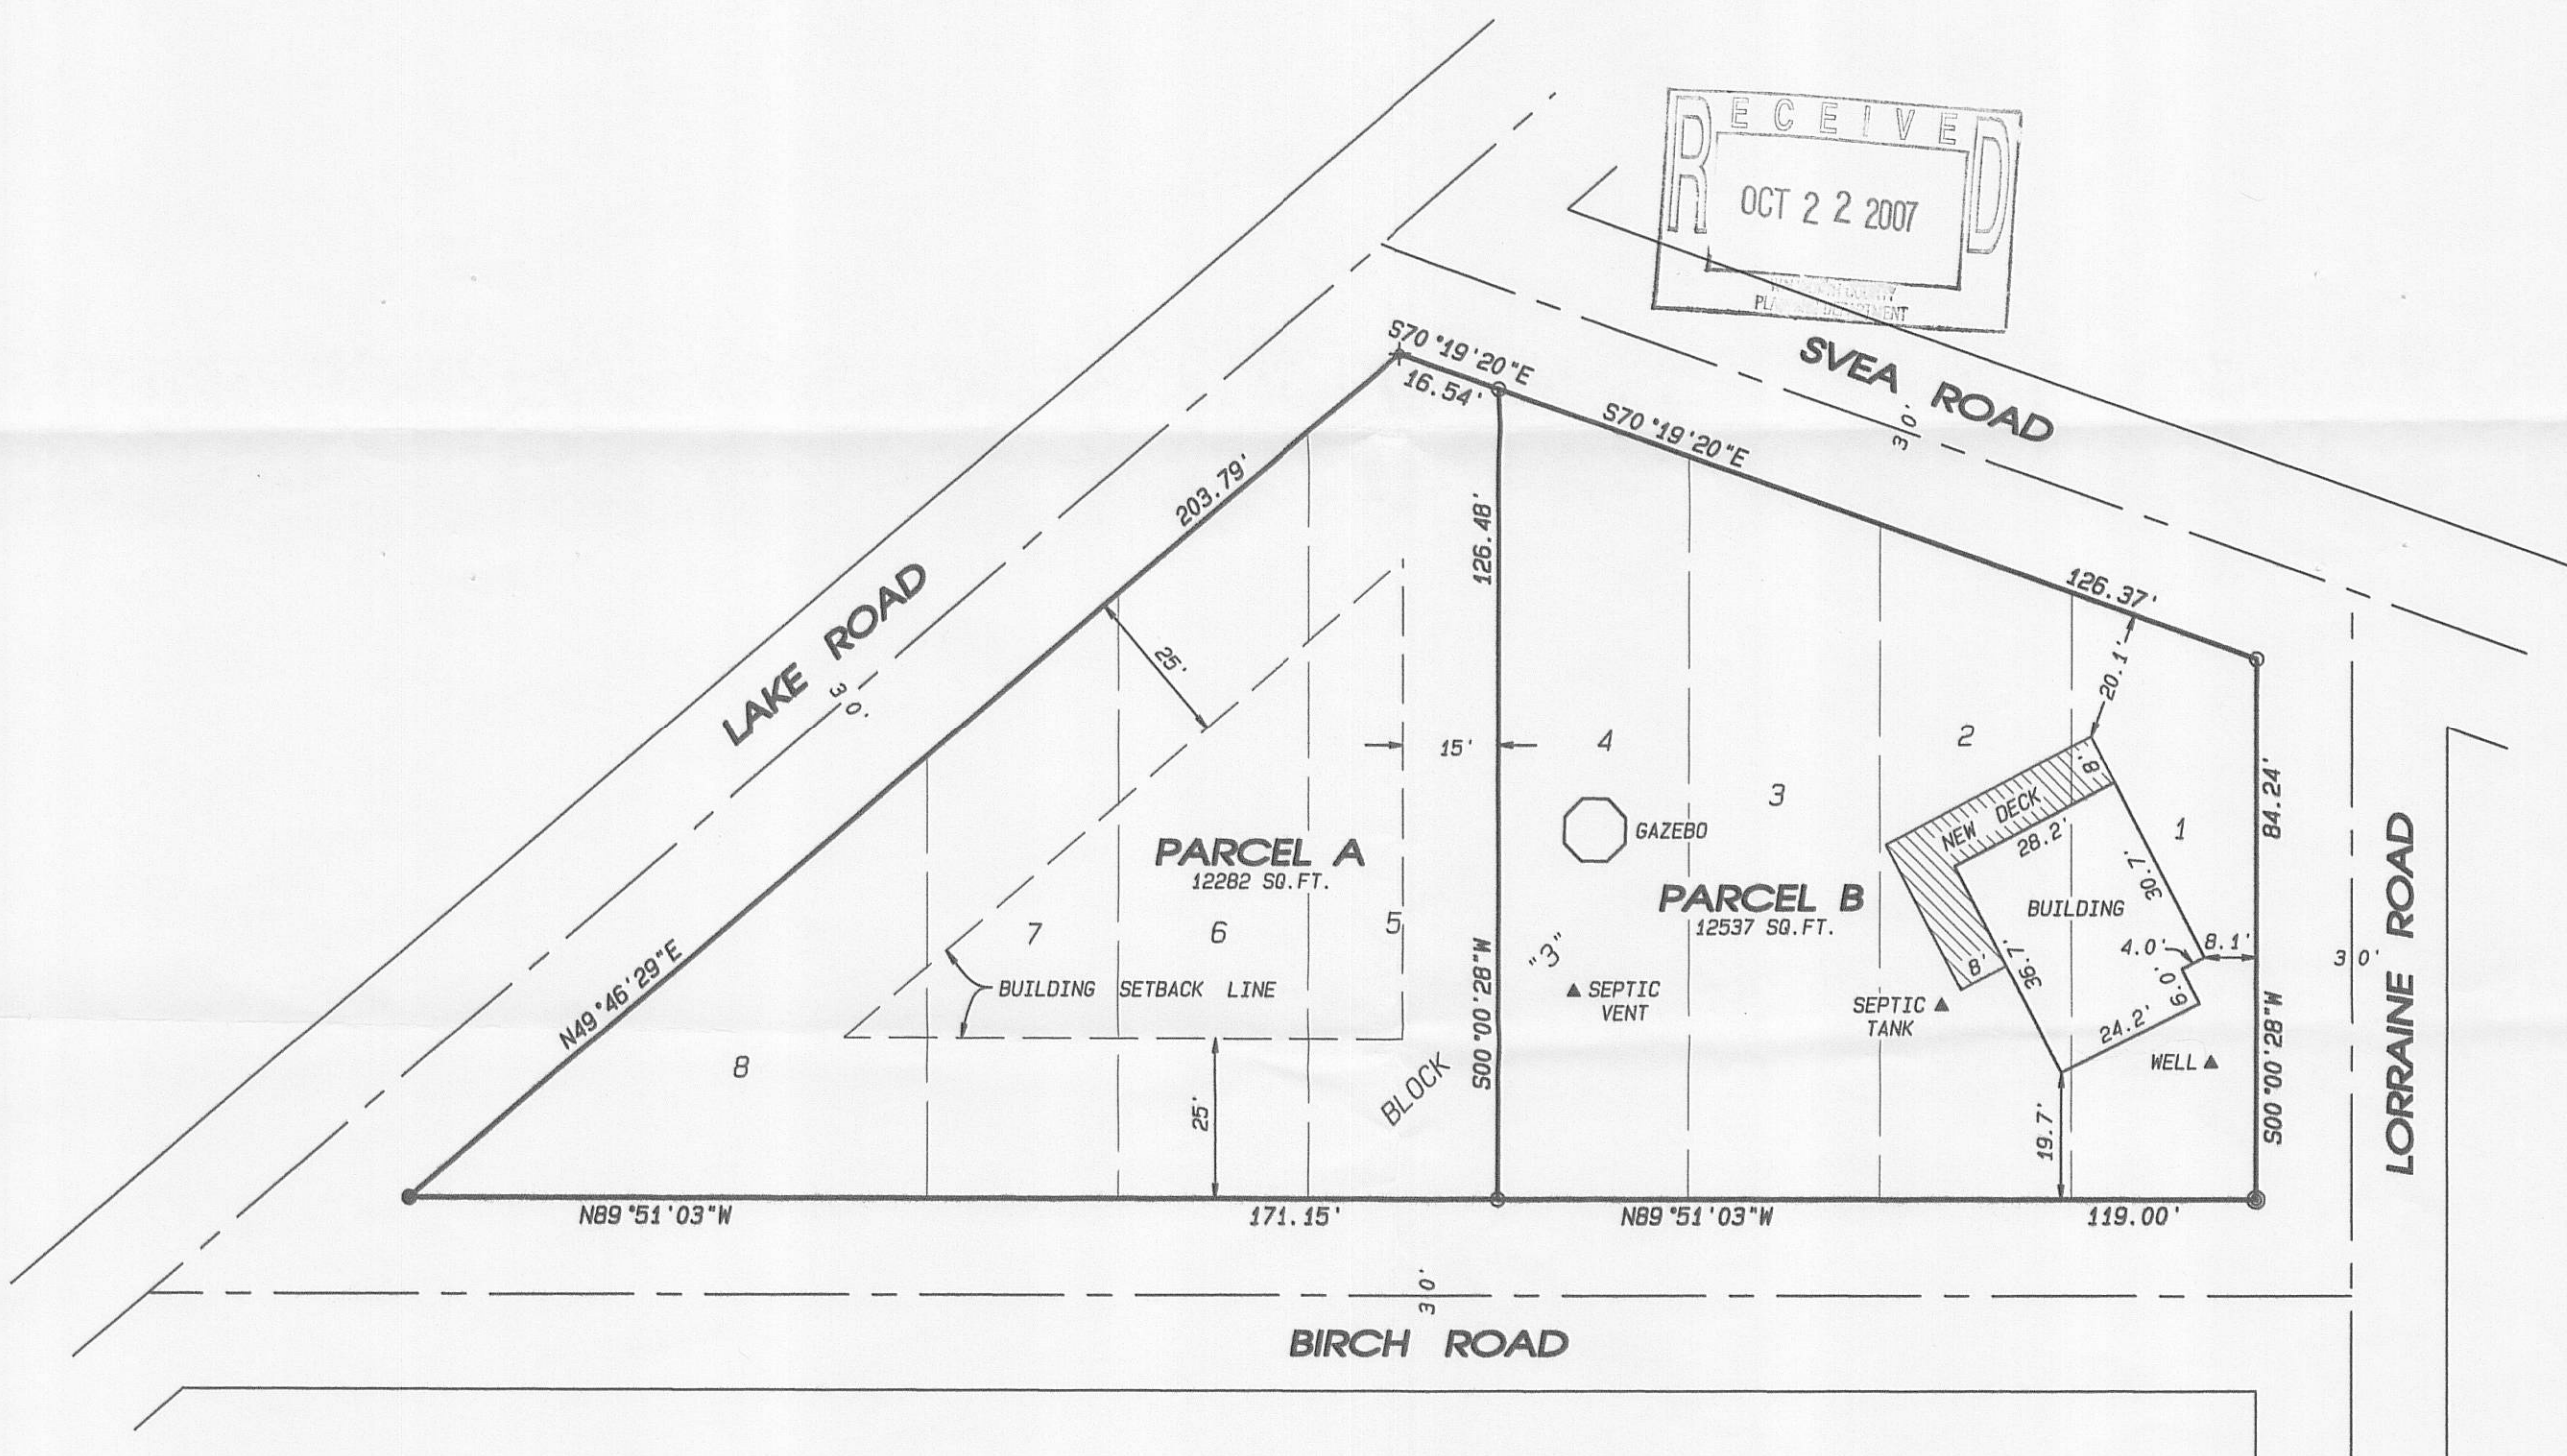 RECEIVED
OCT 2 2 2007
PLANNING DEPARTMENT
SVEA ROAD
30'
S70°19'20"E
16.54'
S70°19'20"E
126.37'
203.79'
N49°46'29"E
LAKE ROAD
30'
25'
126.48'
S00°00'28"W
15'
4
3
2
1
GAZEBO
PARCEL A
12282 SQ.FT.
PARCEL B
12537 SQ.FT.
7
6
5
8
BUILDING SETBACK LINE
25'
BLOCK
"3"
SEPTIC
VENT
SEPTIC
TANK
20.1'
NEW DECK
8'
8'
28.2'
30.7'
36.7'
BUILDING
4.0'
6.0'
8.1'
24.2'
WELL
19.7'
84.24'
S00°00'28"W
LORRAINE ROAD
30'
N89°51'03"W
171.15'
N89°51'03"W
119.00'
30'
BIRCH ROAD